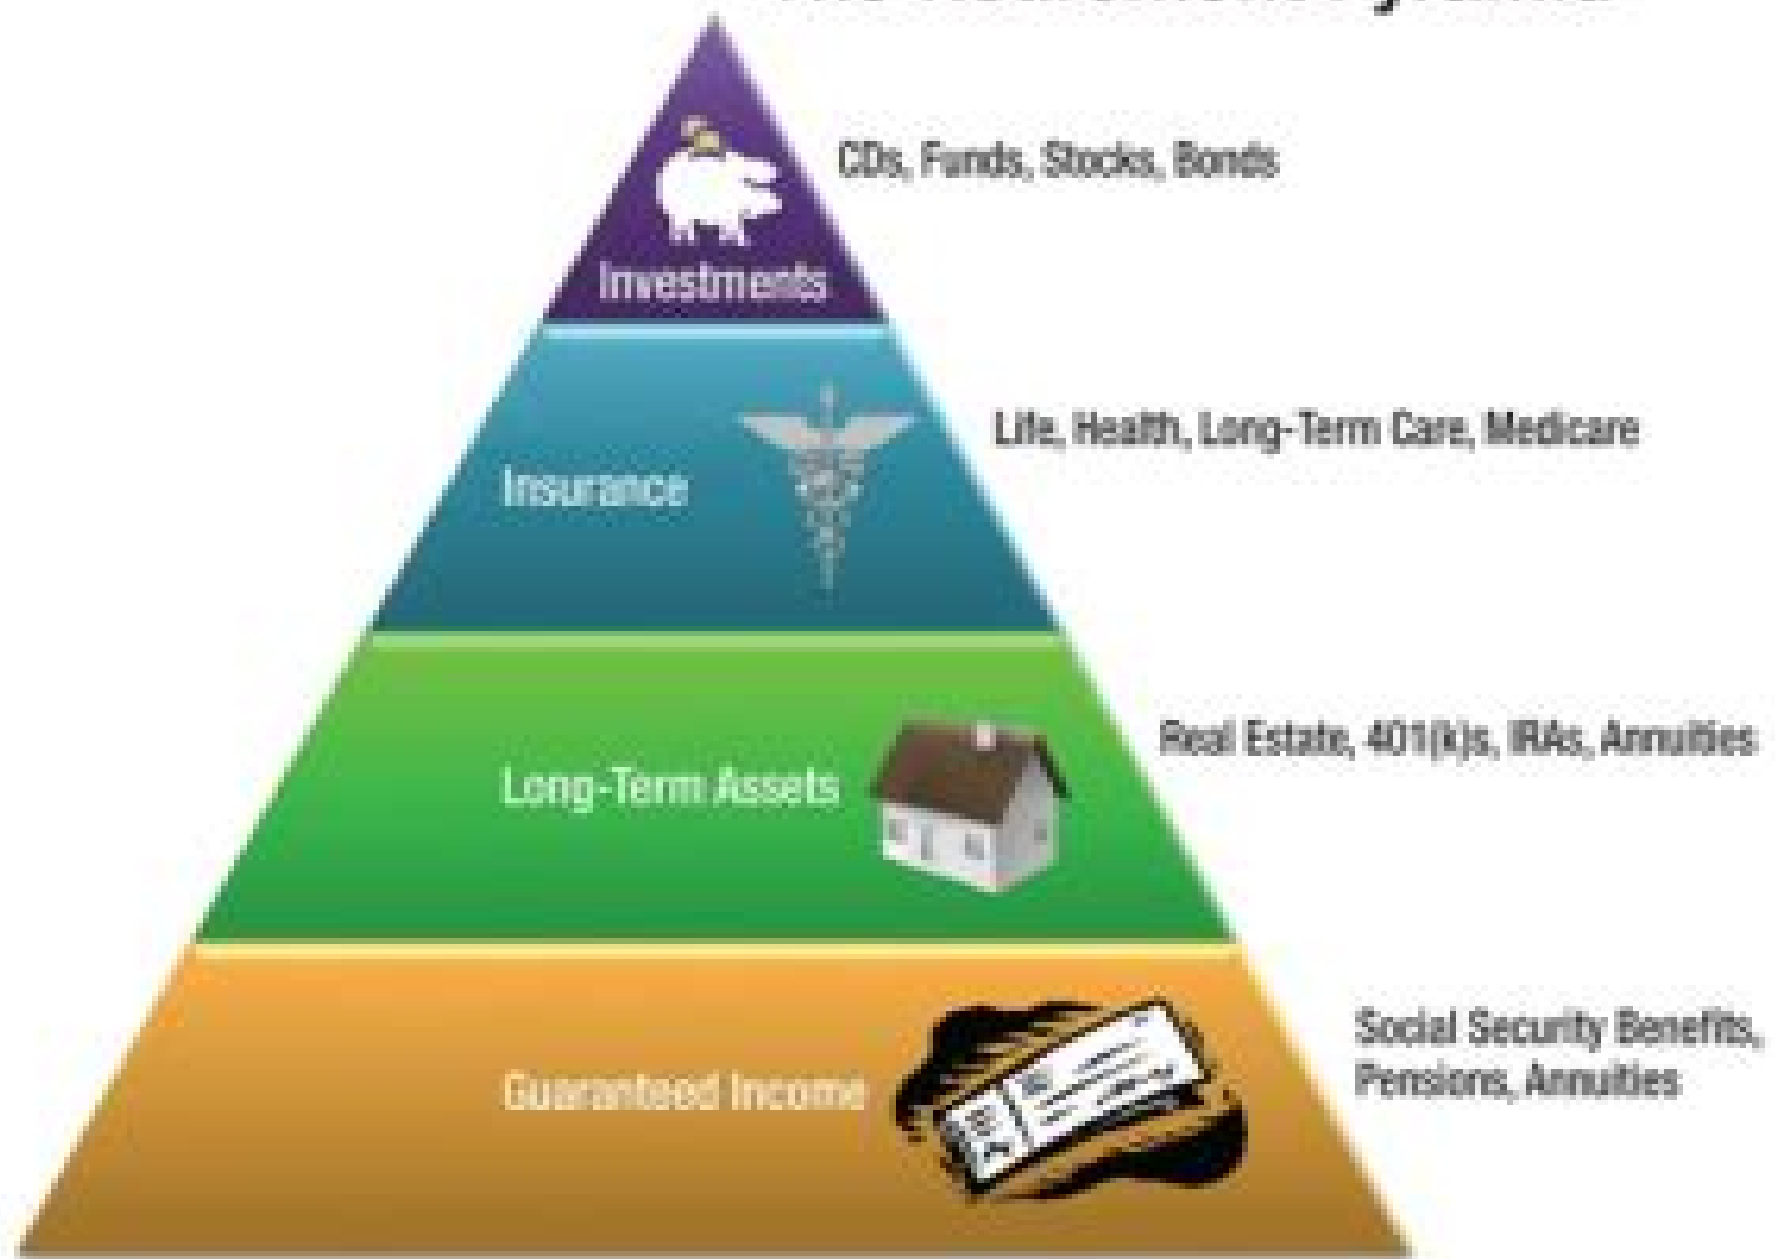 CDs, Funds, Stocks, Bonds
Investments
Life, Health, Long-Term Care, Medicare
Insurance
Real Estate, 401(k)s, IRAs, Annuities
Long-Term Assets
Social Security Benefits,
Pensions, Annuities
Guaranteed Income